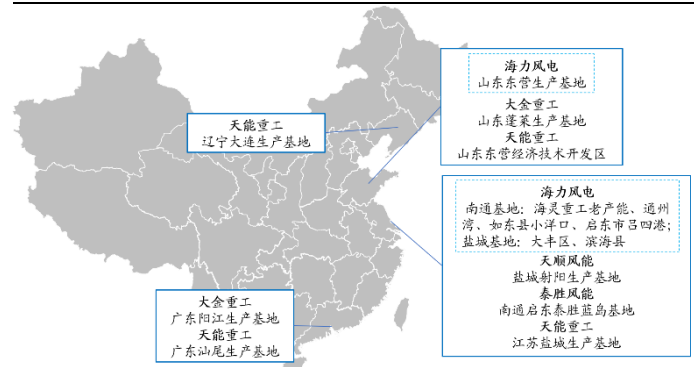 海力风电
山东东营生产基地
大金重工
山东蓬莱生产基地
天能重工
山东东营经济技术开发区
天能重工
辽宁大连生产基地
海力风电
南通基地：海灵重工老产能、通州
湾、如东县小洋口、启东市吕四港；
盐城基地：大丰区、滨海县
天顺风能
盐城射阳生产基地
泰胜风能
南通启东泰胜蓝岛基地
天能重工
江苏盐城生产基地
大金重工
广东阳江生产基地
天能重工
广东汕尾生产基地